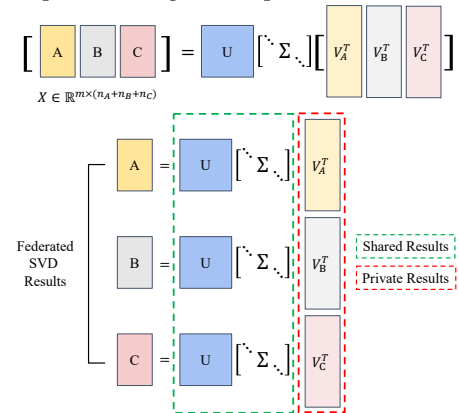 [ A B C ] = U [⋱ Σ ⋱] [ V_A^T V_B^T V_C^T ]
X ∈ ℝ^{m×(n_A+n_B+n_C)}
A = U [⋱ Σ ⋱] V_A^T
Federated
SVD
Results
B = U [⋱ Σ ⋱] V_B^T
Shared Results
Private Results
C = U [⋱ Σ ⋱] V_C^T